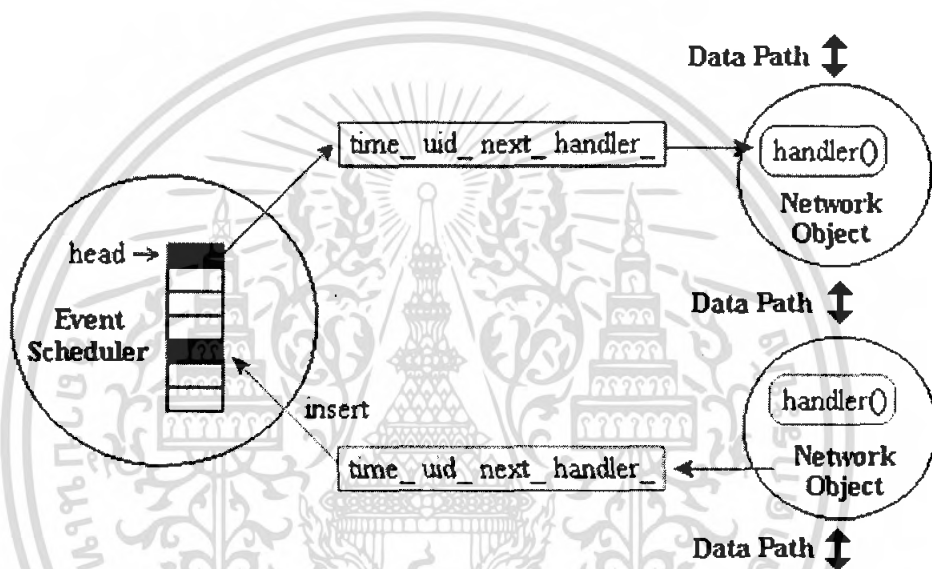 Data Path
time_ uid_ next_ handler_
handler()
Network
Object
head
Event
Scheduler
Data Path
insert
time_ uid_ next_ handler_
handler()
Network
Object
Data Path